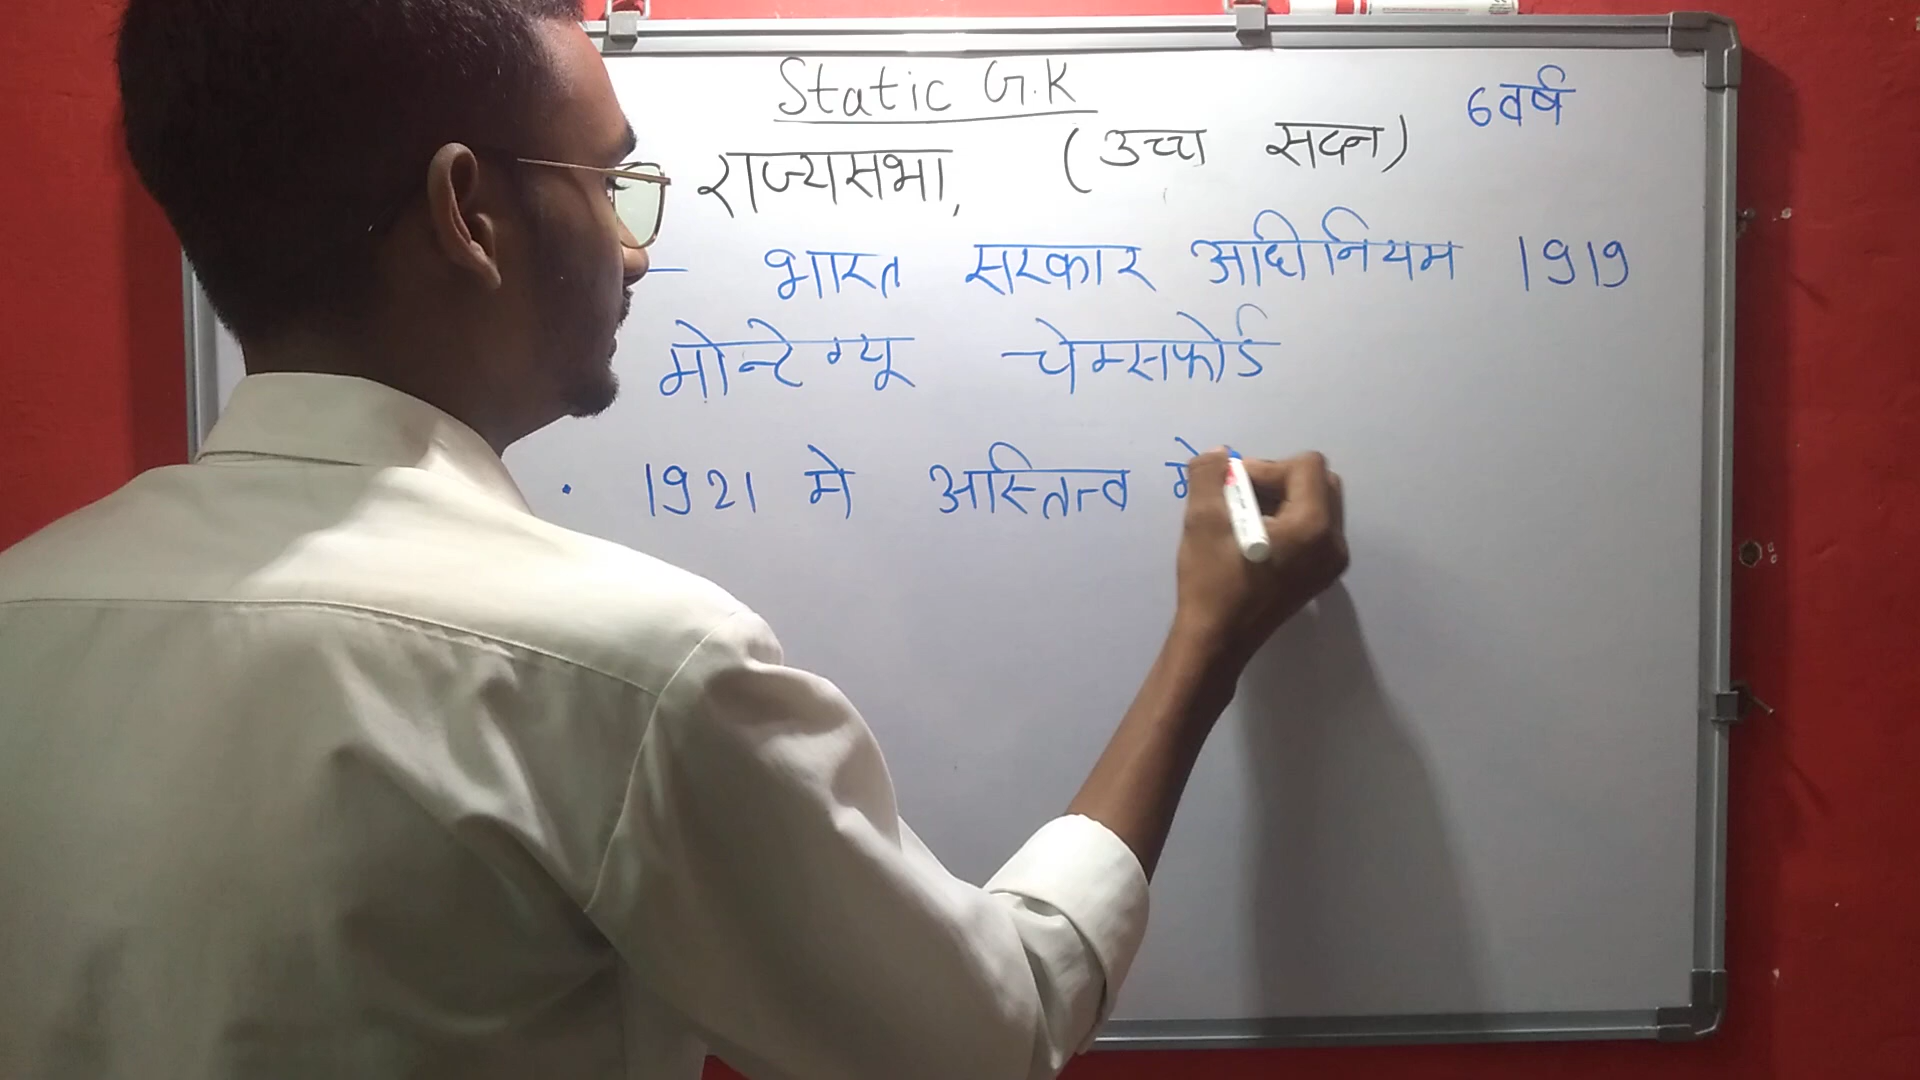 Static G.K
6वर्ष
राज्यसभा, (उच्च सदन)
– भारत सरकार अधिनियम 1919
मोन्टेग्यू चेम्सफोर्ड
· 1921 मे अस्तित्व मे